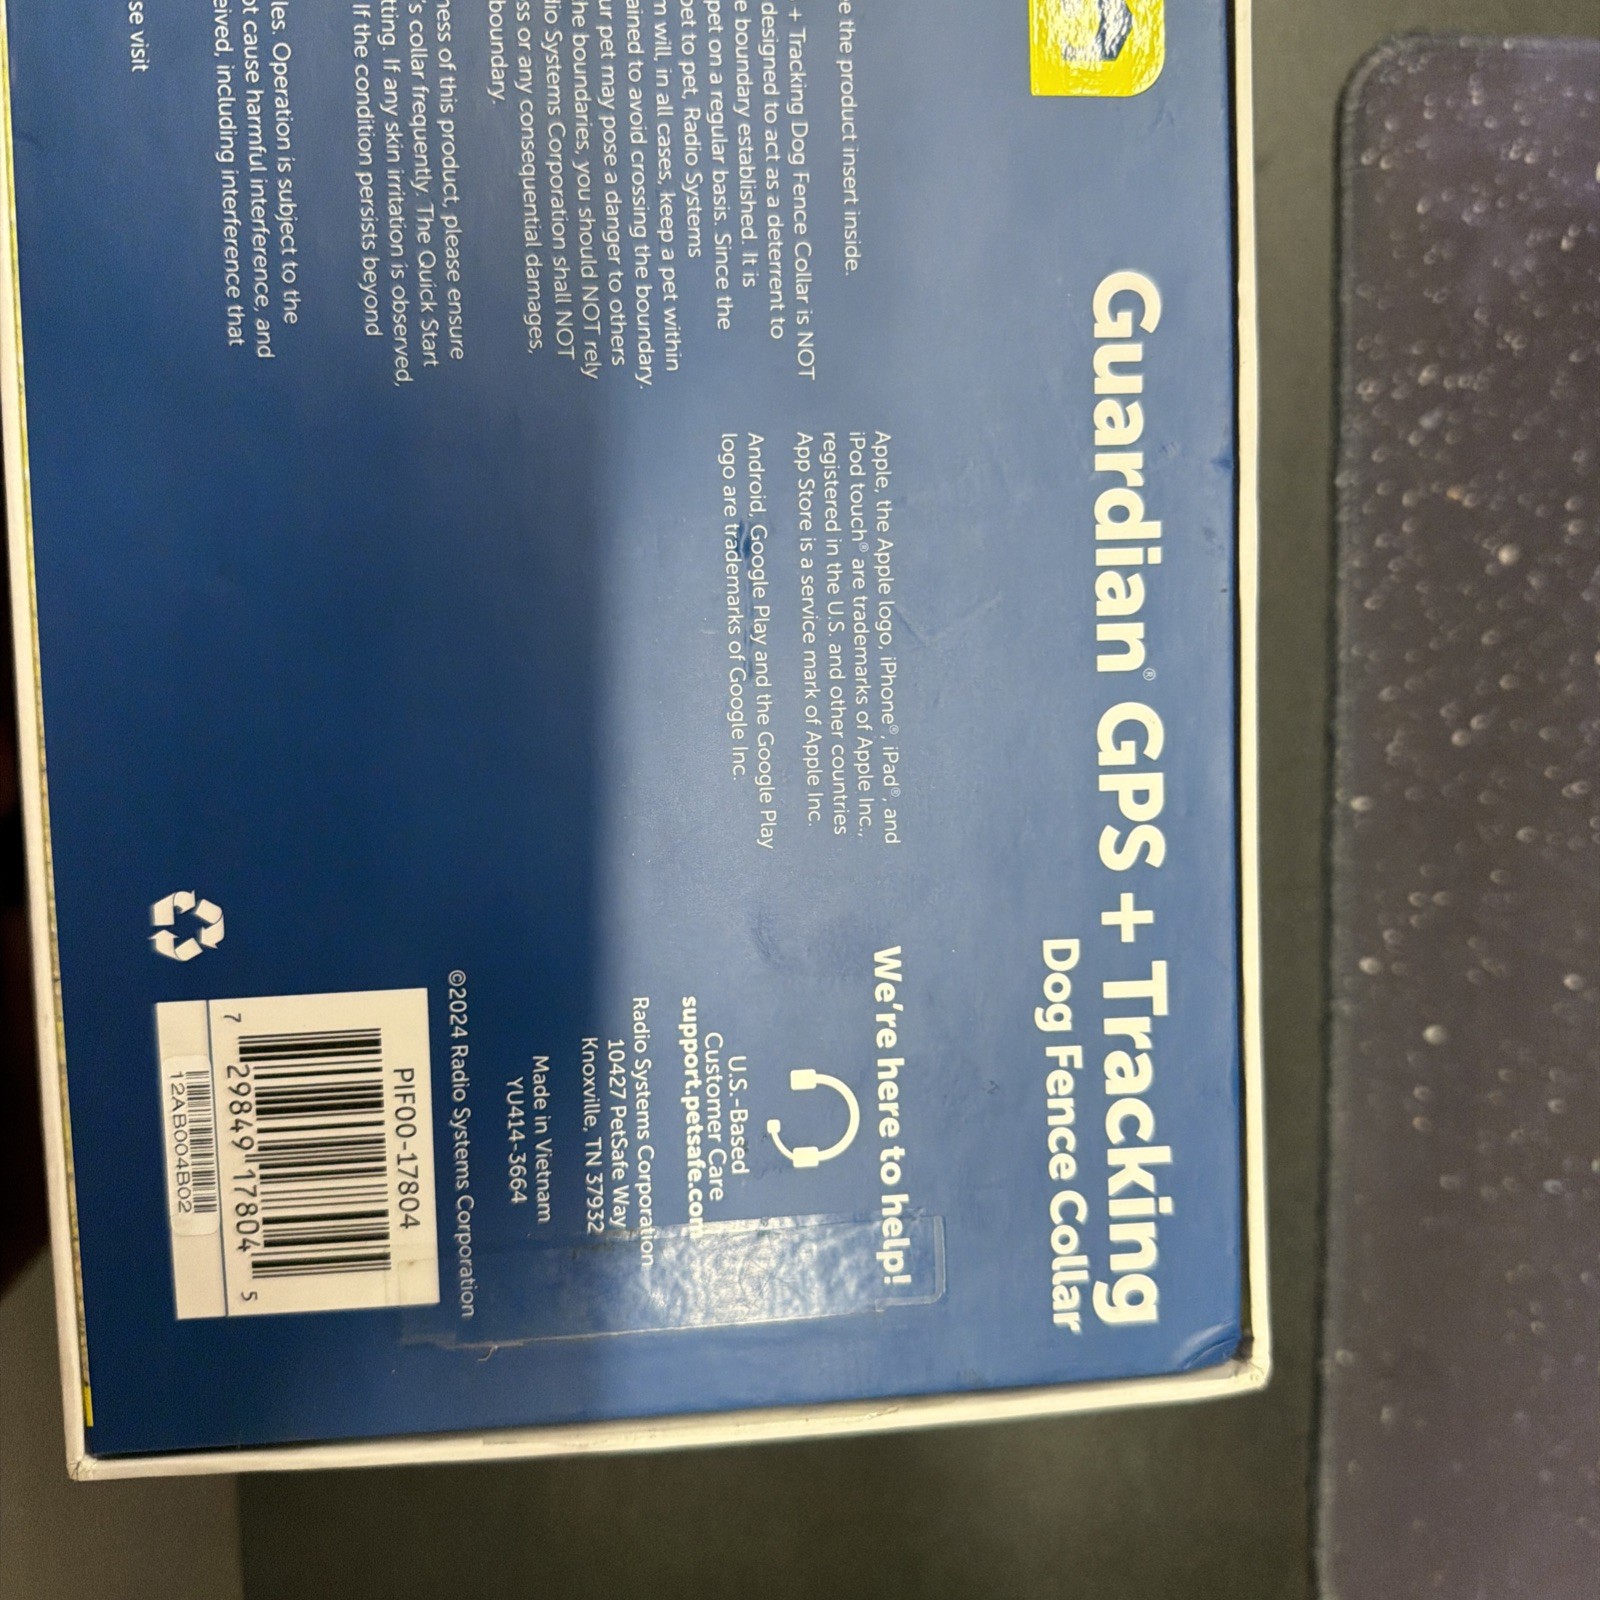 Guardian® GPS + Tracking
Dog Fence Collar
e the product insert inside.
+ Tracking Dog Fence Collar is NOT
designed to act as a deterrent to
e boundary established. It is
pet on a regular basis. Since the
pet to pet, Radio Systems
m will, in all cases, keep a pet within
ained to avoid crossing the boundary.
ur pet may pose a danger to others
he boundaries, you should NOT rely
io Systems Corporation shall NOT
ss or any consequential damages,
boundary.
ness of this product, please ensure
's collar frequently. The Quick Start
tting. If any skin irritation is observed,
If the condition persists beyond
les. Operation is subject to the
ot cause harmful interference, and
eived, including interference that
se visit
Apple, the Apple logo, iPhone®, iPad®, and
iPod touch® are trademarks of Apple Inc.,
registered in the U.S. and other countries
App Store is a service mark of Apple Inc.
Android, Google Play and the Google Play
logo are trademarks of Google Inc.
We're here to help!
U.S.-Based
Customer Care
support.petsafe.com
Radio Systems Corporation
10427 PetSafe Way
Knoxville, TN 37932
Made in Vietnam
YU414-3664
©2024 Radio Systems Corporation
PIF00-17804
7 29849 17804 5
12AB004B02